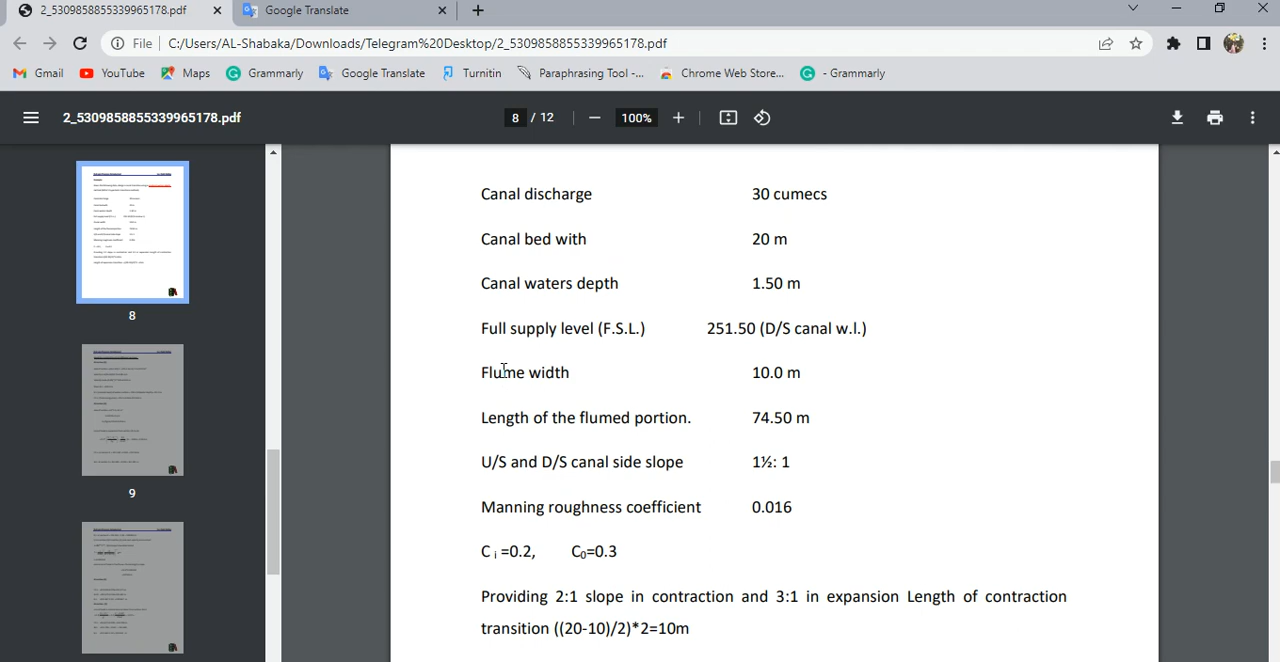 2_5309858855339965178.pdf
Google Translate
File C:/Users/AL-Shabaka/Downloads/Telegram%20Desktop/2_5309858855339965178.pdf
Gmail YouTube Maps Grammarly Google Translate Turnitin Paraphrasing Tool -... Chrome Web Store... - Grammarly
2_5309858855339965178.pdf 8 / 12 100%
Canal discharge 30 cumecs
Canal bed with 20 m
Canal waters depth 1.50 m
Full supply level (F.S.L.) 251.50 (D/S canal w.l.)
Flume width 10.0 m
Length of the flumed portion. 74.50 m
U/S and D/S canal side slope 1½: 1
Manning roughness coefficient 0.016
C i =0.2, C0=0.3
Providing 2:1 slope in contraction and 3:1 in expansion Length of contraction
transition ((20-10)/2)*2=10m
8
9